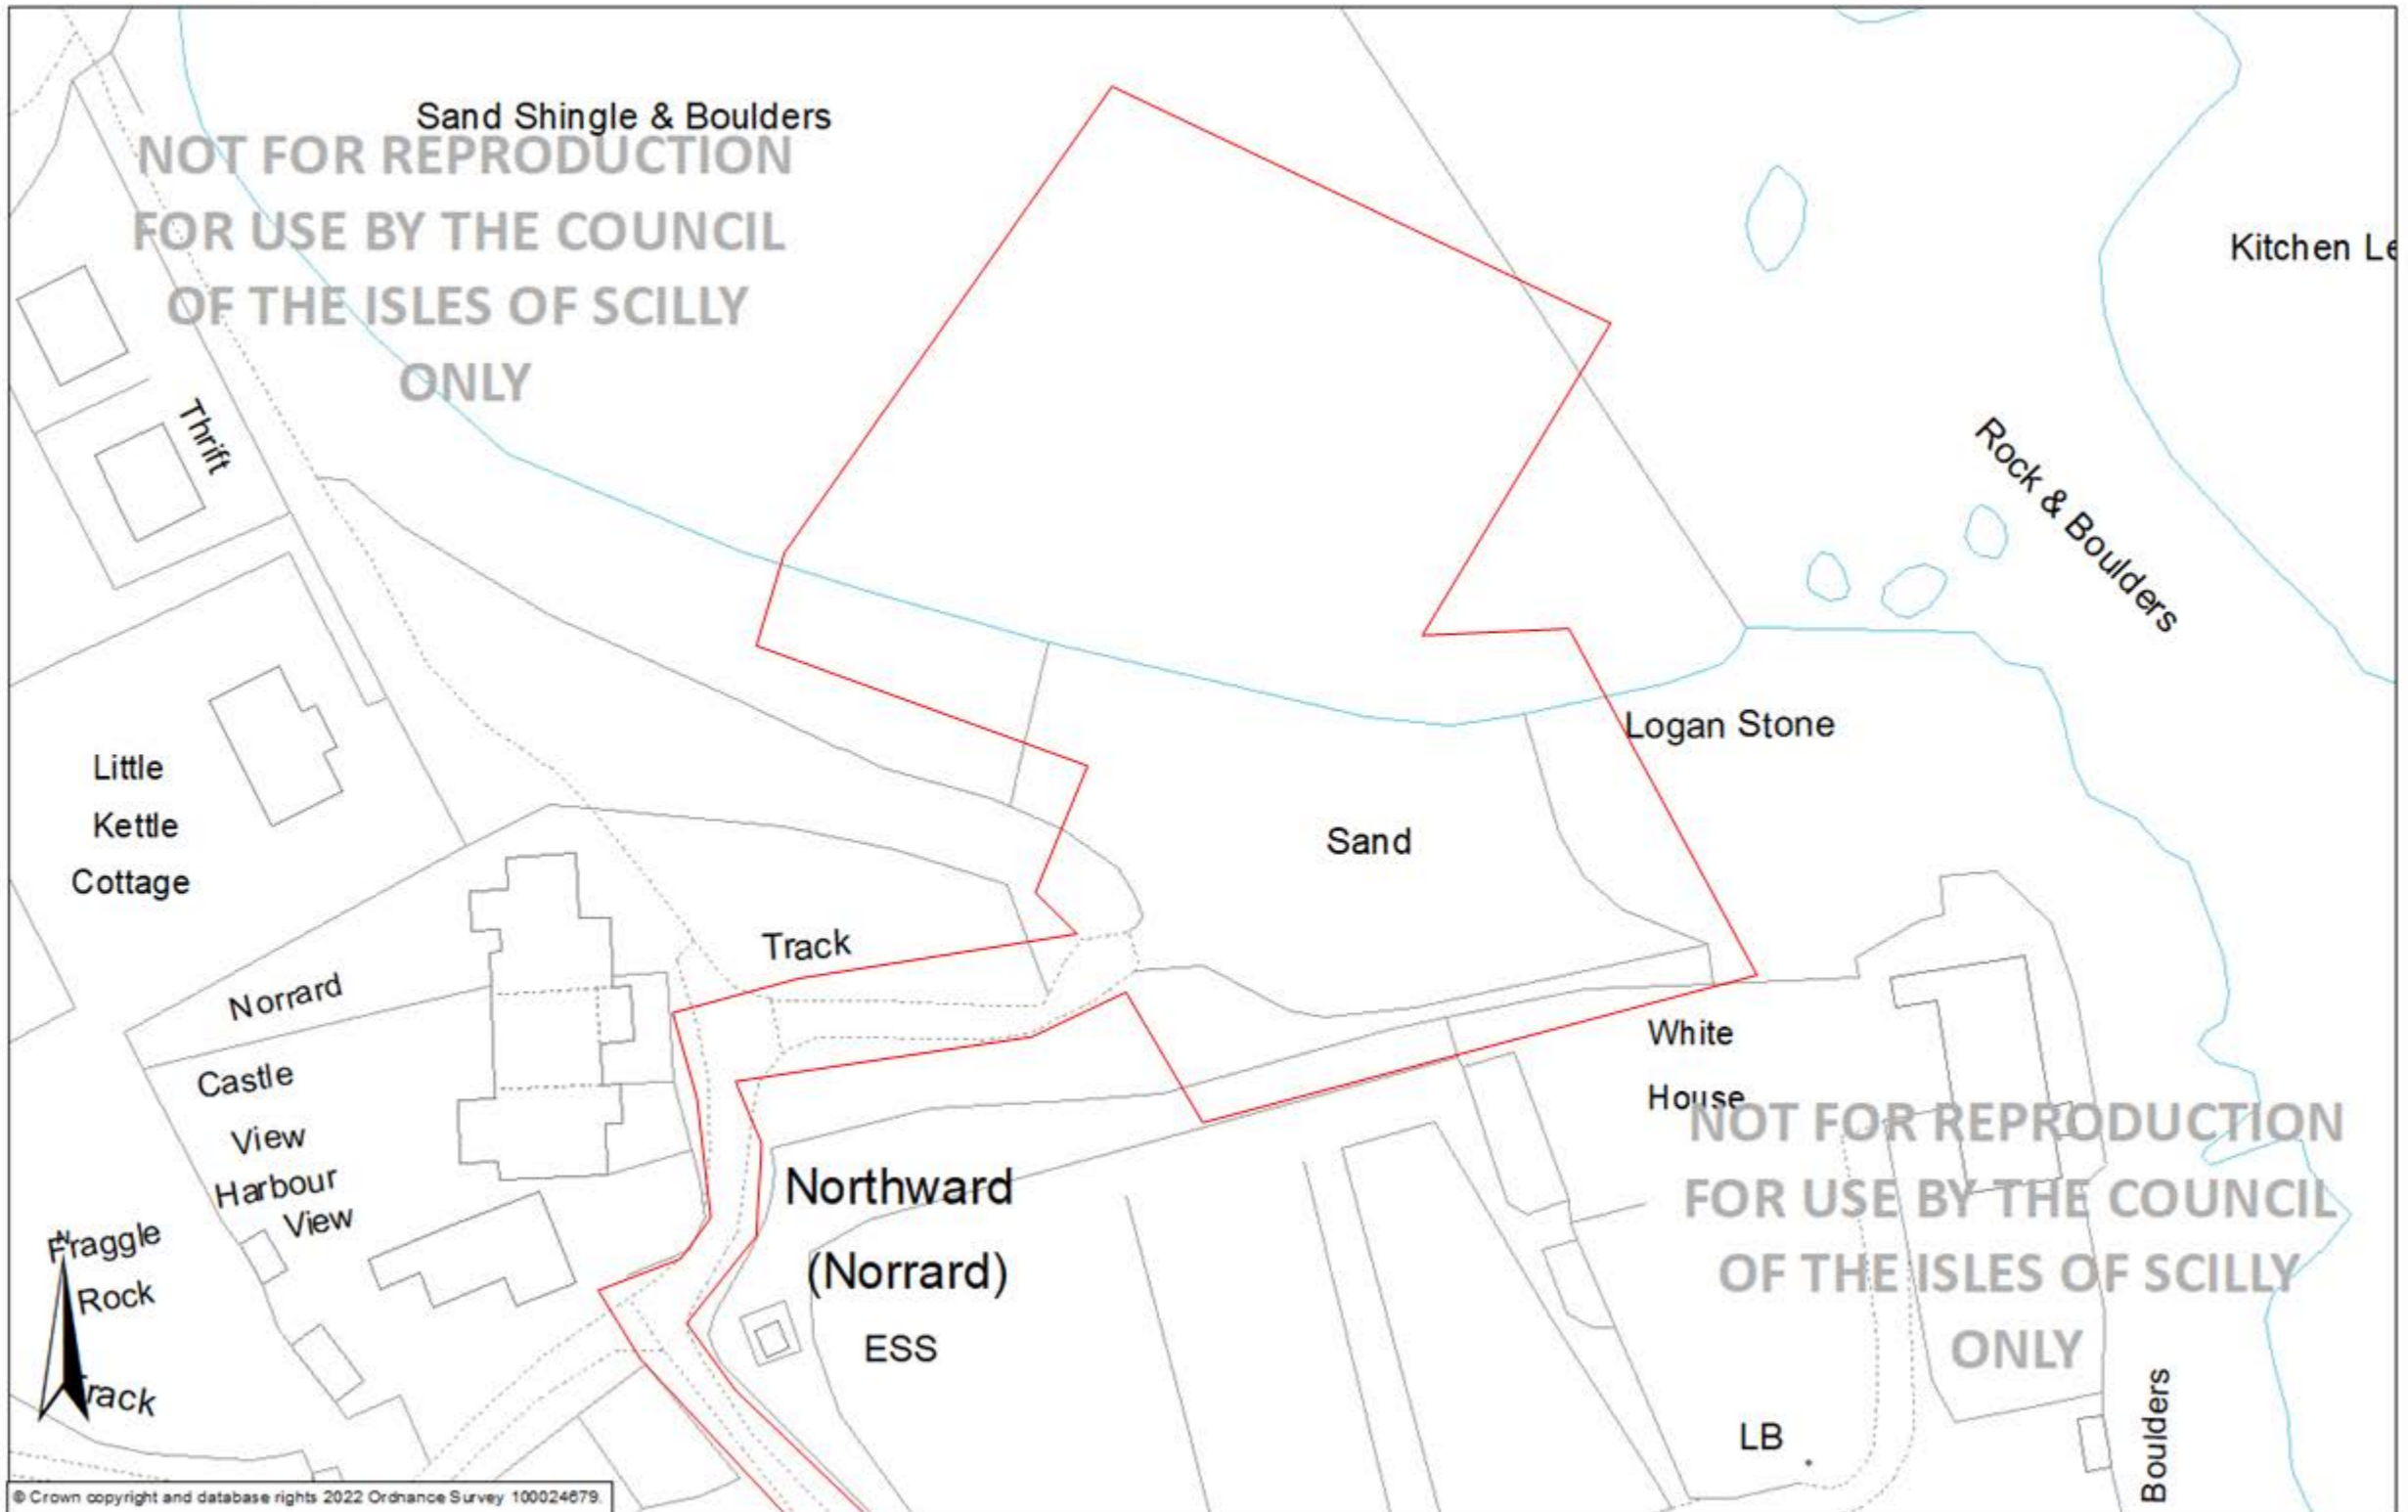 Sand Shingle & Boulders
NOT FOR REPRODUCTION
FOR USE BY THE COUNCIL
OF THE ISLES OF SCILLY
ONLY
Kitchen Le
Thrift
Rock & Boulders
Logan Stone
Little
Kettle
Cottage
Sand
Track
Norrard
Castle
View
Harbour
View
White
House
NOT FOR REPRODUCTION
FOR USE BY THE COUNCIL
OF THE ISLES OF SCILLY
ONLY
Northward
(Norrard)
ESS
Fraggle
Rock
N
Track
LB
Boulders
© Crown copyright and database rights 2022 Ordnance Survey 100024679.